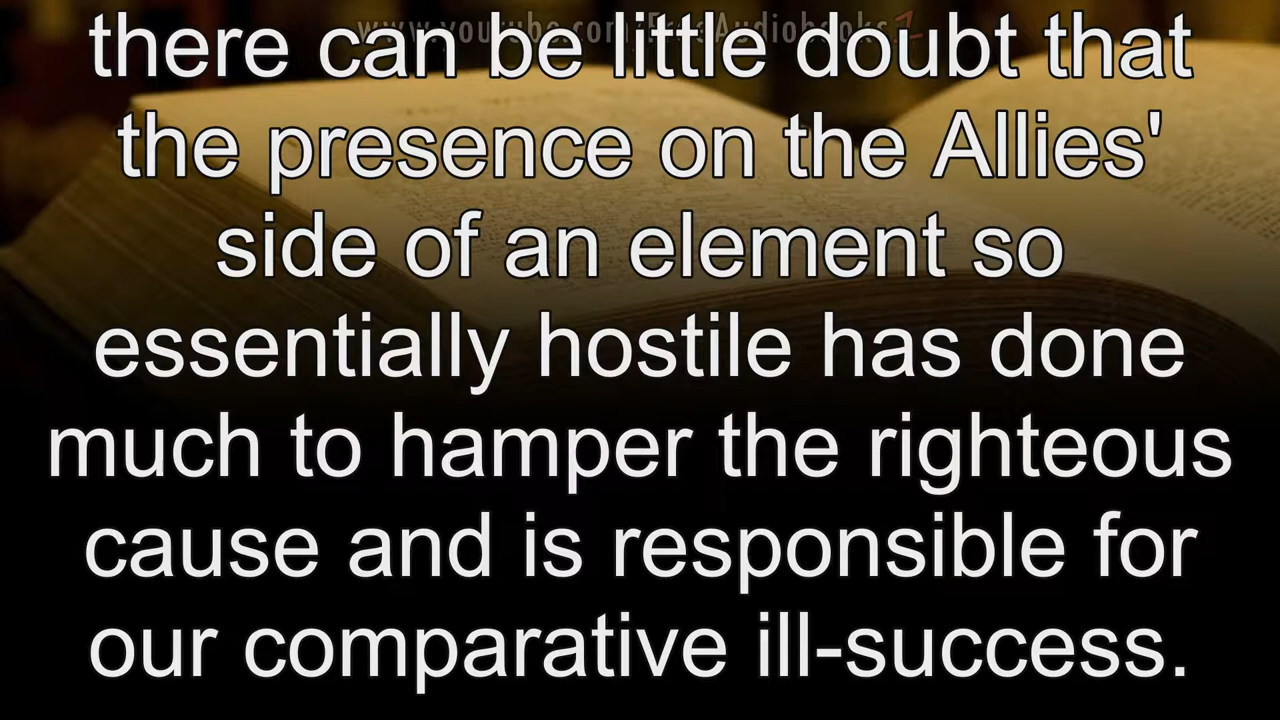 www.youtube.com/FreeAudiobooks
there can be little doubt that
the presence on the Allies'
side of an element so
essentially hostile has done
much to hamper the righteous
cause and is responsible for
our comparative ill-success.